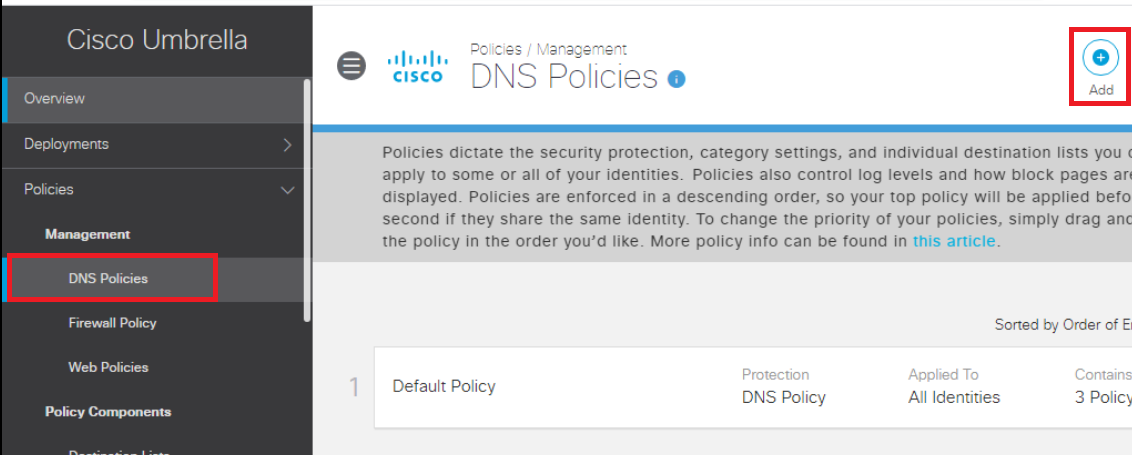 Cisco Umbrella
Overview
Deployments
Policies
Management
DNS Policies
Firewall Policy
Web Policies
Policy Components
Destination Lists
CISCO
Policies / Management
DNS Policies
Add
Policies dictate the security protection, category settings, and individual destination lists you
apply to some or all of your identities. Policies also control log levels and how block pages are
displayed. Policies are enforced in a descending order, so your top policy will be applied
second if they share the same identity. To change the priority of your policies, simply drag and
the policy in the order you'd like. More policy info can be found in this article.
Sorted by Order of
1
Default Policy
Protection
DNS Policy
Applied To
All Identities
Contains
3 Policy